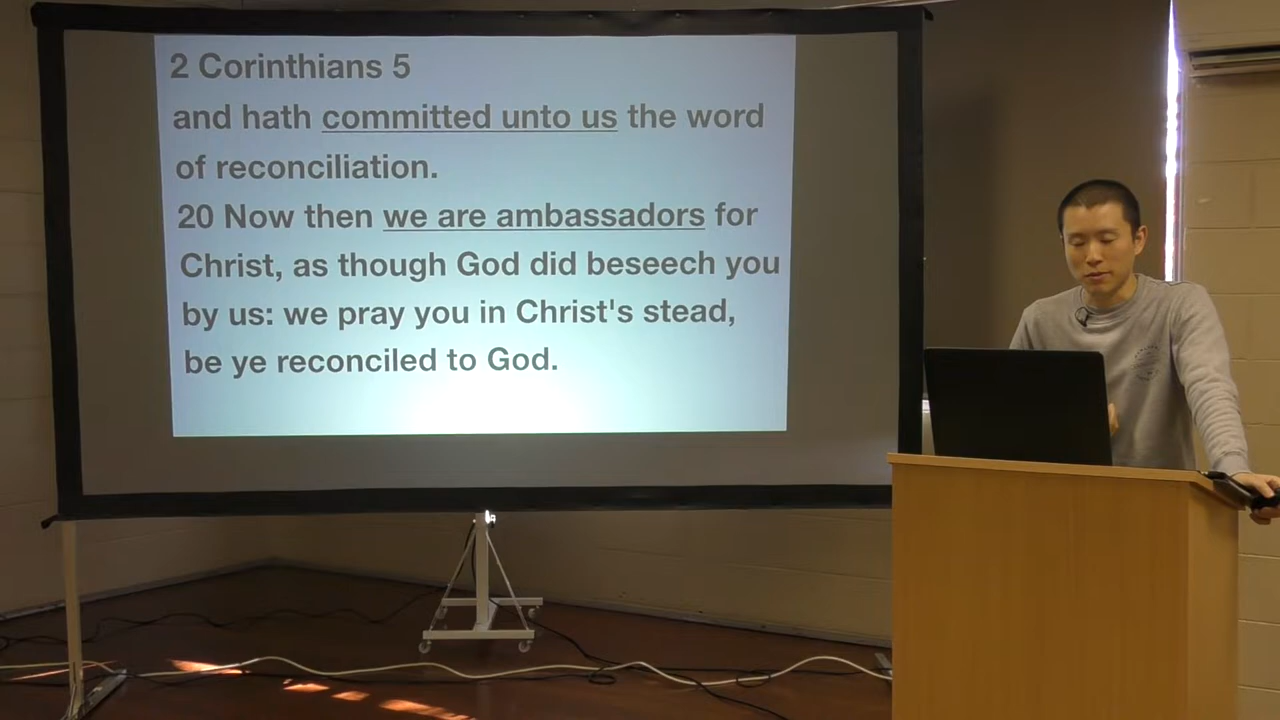 2 Corinthians 5
and hath committed unto us the word
of reconciliation.
20 Now then we are ambassadors for
Christ, as though God did beseech you
by us: we pray you in Christ's stead,
be ye reconciled to God.